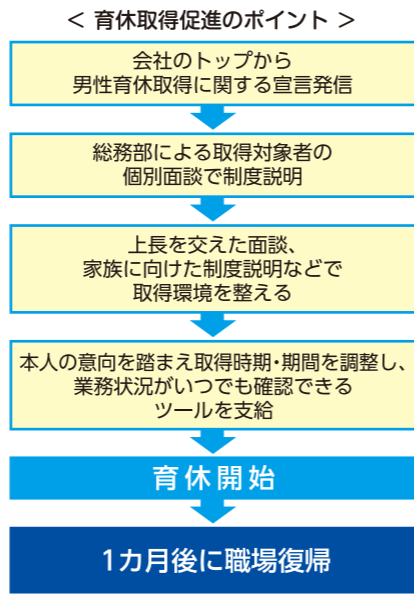 ＜ 育休取得促進のポイント ＞
会社のトップから
男性育休取得に関する宣言発信
総務部による取得対象者の
個別面談で制度説明
上長を交えた面談、
家族に向けた制度説明などで
取得環境を整える
本人の意向を踏まえ取得時期・期間を調整し、
業務状況がいつでも確認できる
ツールを支給
育休開始
1カ月後に職場復帰